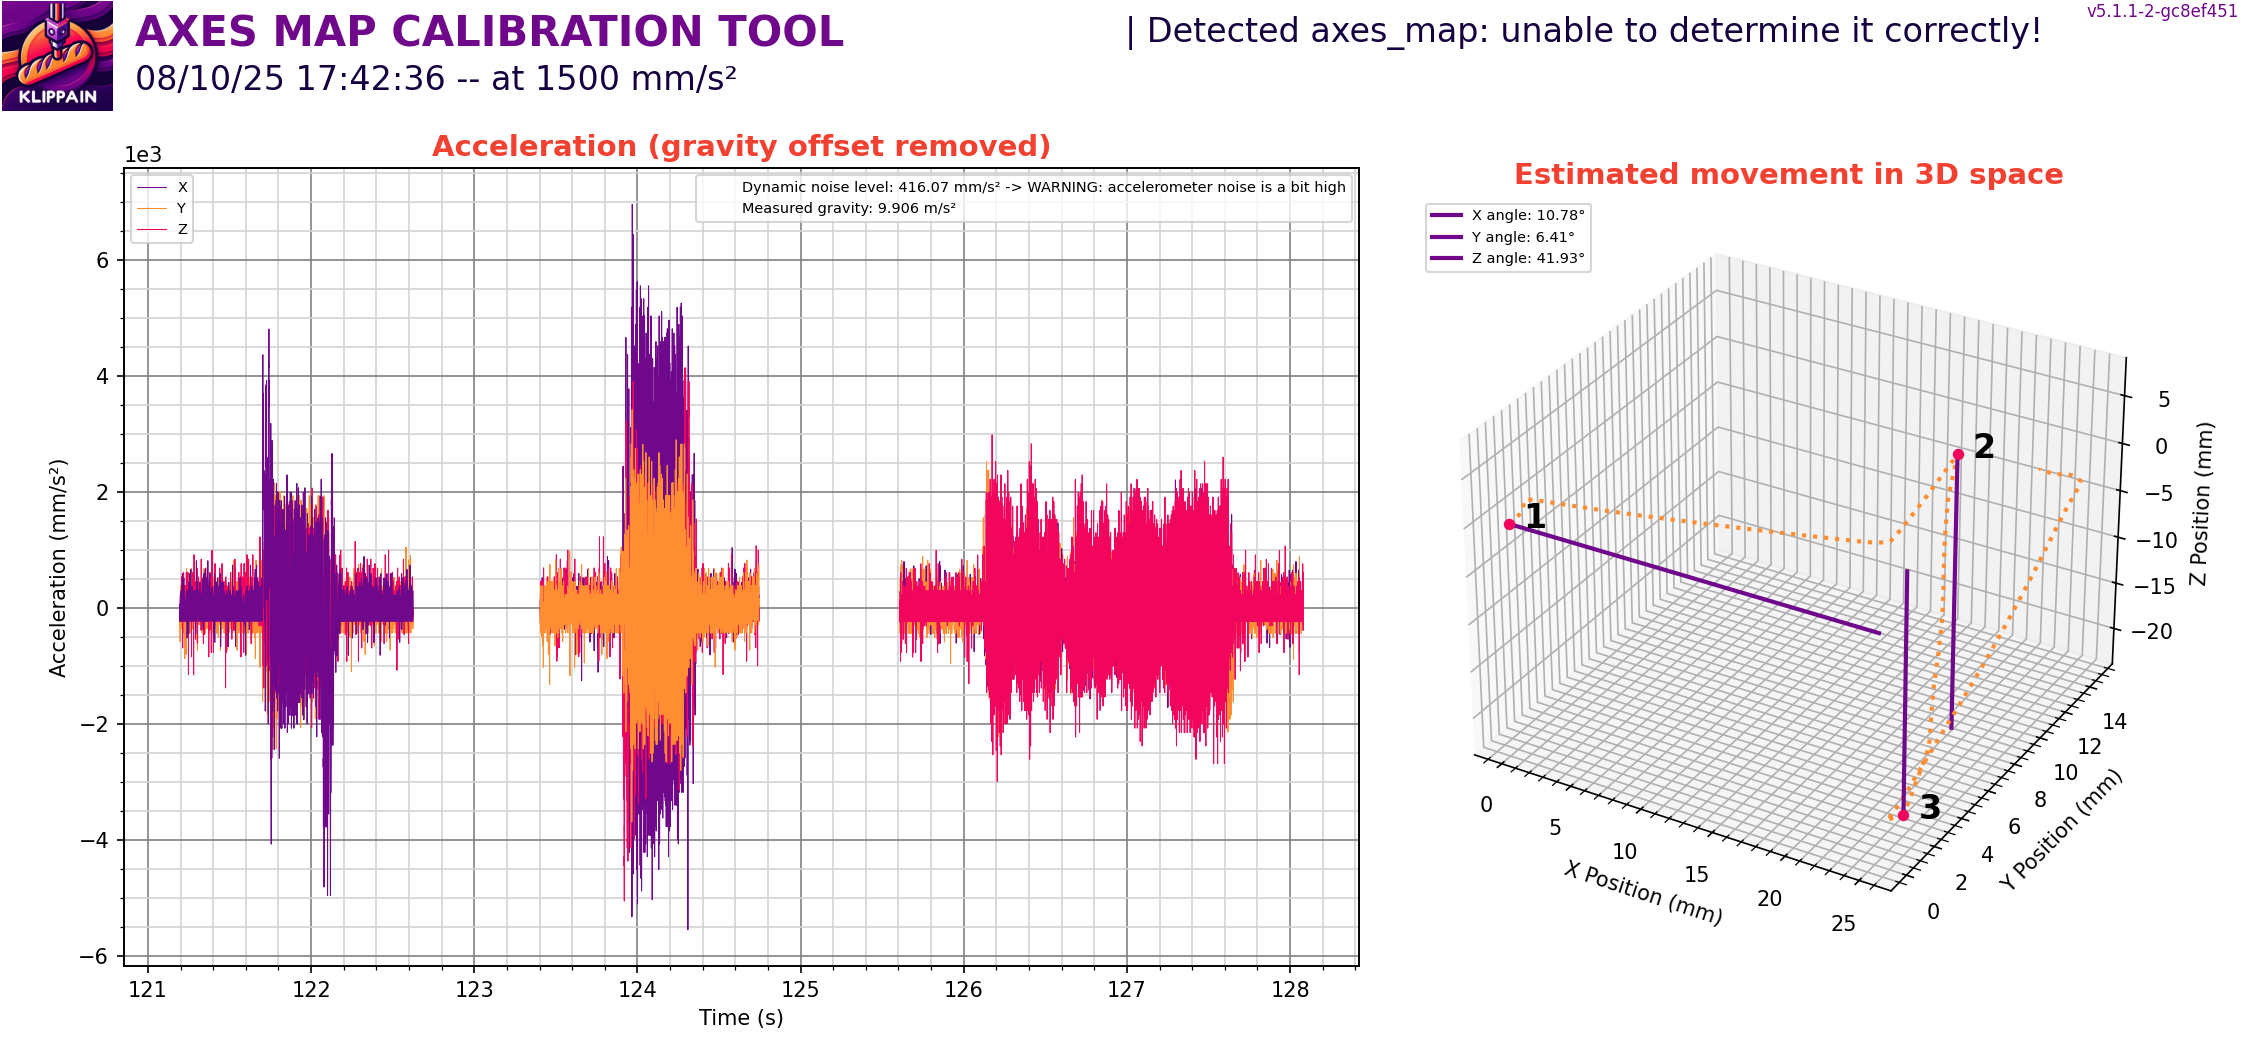 KLIPPAIN
AXES MAP CALIBRATION TOOL
08/10/25 17:42:36 -- at 1500 mm/s²
| Detected axes_map: unable to determine it correctly!
v5.1.1-2-gc8ef451
Acceleration (gravity offset removed)
1e3
X
Y
Z
Dynamic noise level: 416.07 mm/s² -> WARNING: accelerometer noise is a bit high
Measured gravity: 9.906 m/s²
6
4
2
0
−2
−4
−6
Acceleration (mm/s²)
121
122
123
124
125
126
127
128
Time (s)
Estimated movement in 3D space
X angle: 10.78°
Y angle: 6.41°
Z angle: 41.93°
1
2
3
5
0
−5
−10
−15
−20
Z Position (mm)
14
12
10
8
6
4
2
0
Y Position (mm)
0
5
10
15
20
25
X Position (mm)